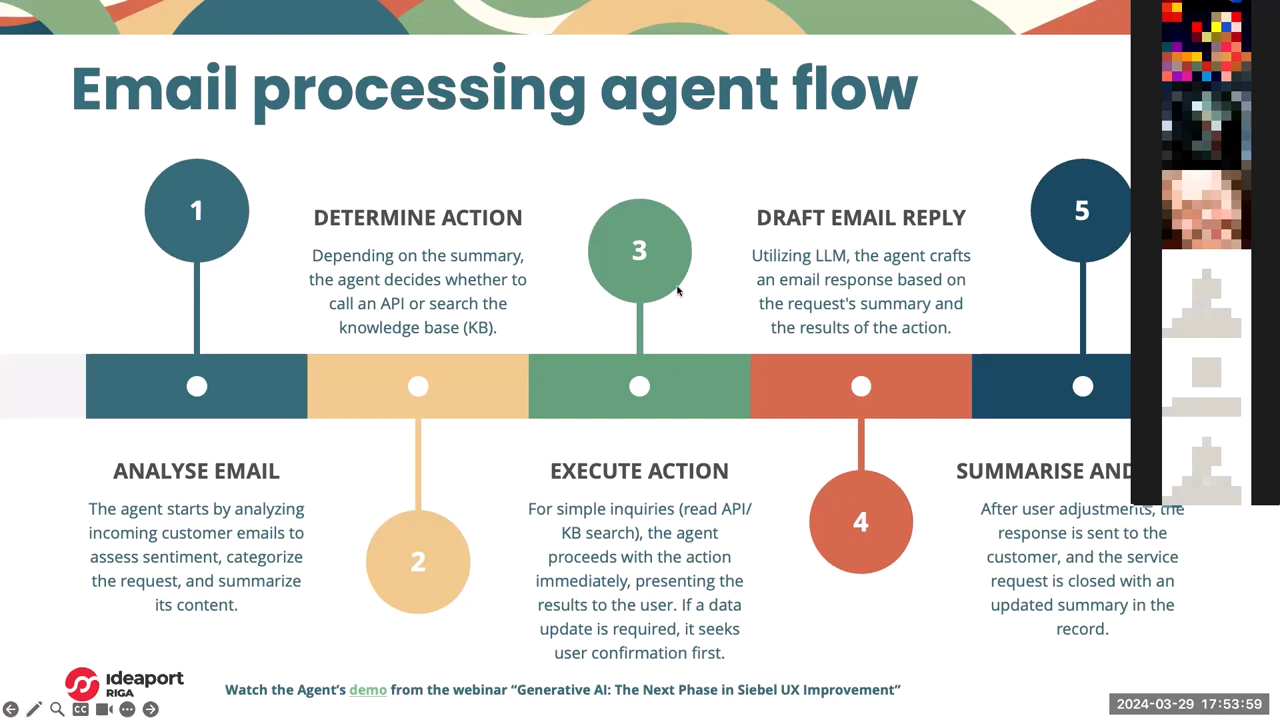 Email processing agent flow
1
DETERMINE ACTION
Depending on the summary,
the agent decides whether to
call an API or search the
knowledge base (KB).
3
DRAFT EMAIL REPLY
Utilizing LLM, the agent crafts
an email response based on
the request's summary and
the results of the action.
5
ANALYSE EMAIL
The agent starts by analyzing
incoming customer emails to
assess sentiment, categorize
the request, and summarize
its content.
2
EXECUTE ACTION
For simple inquiries (read API/
KB search), the agent
proceeds with the action
immediately, presenting the
results to the user. If a data
update is required, it seeks
user confirmation first.
4
SUMMARISE AND
After user adjustments, the
response is sent to the
customer, and the service
request is closed with an
updated summary in the
record.
ideaport
RIGA
Watch the Agent's demo from the webinar “Generative AI: The Next Phase in Siebel UX Improvement”
CC
2024-03-29 17:53:59